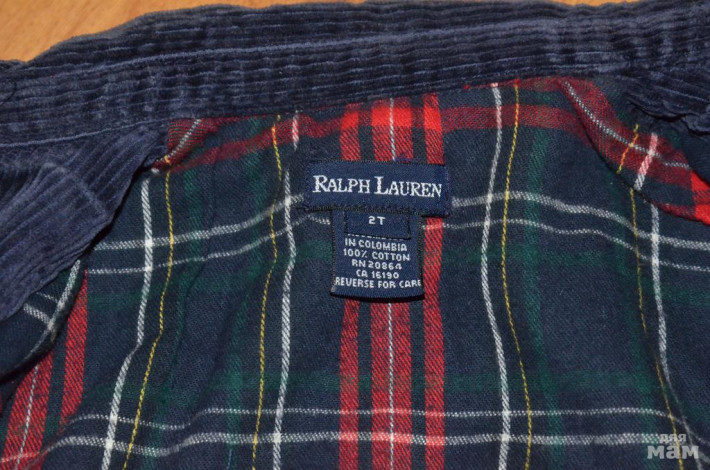 RALPH LAUREN
2T
IN COLOMBIA
100% COTTON
RN 20864
CA 16190
REVERSE FOR CARE
для
мам